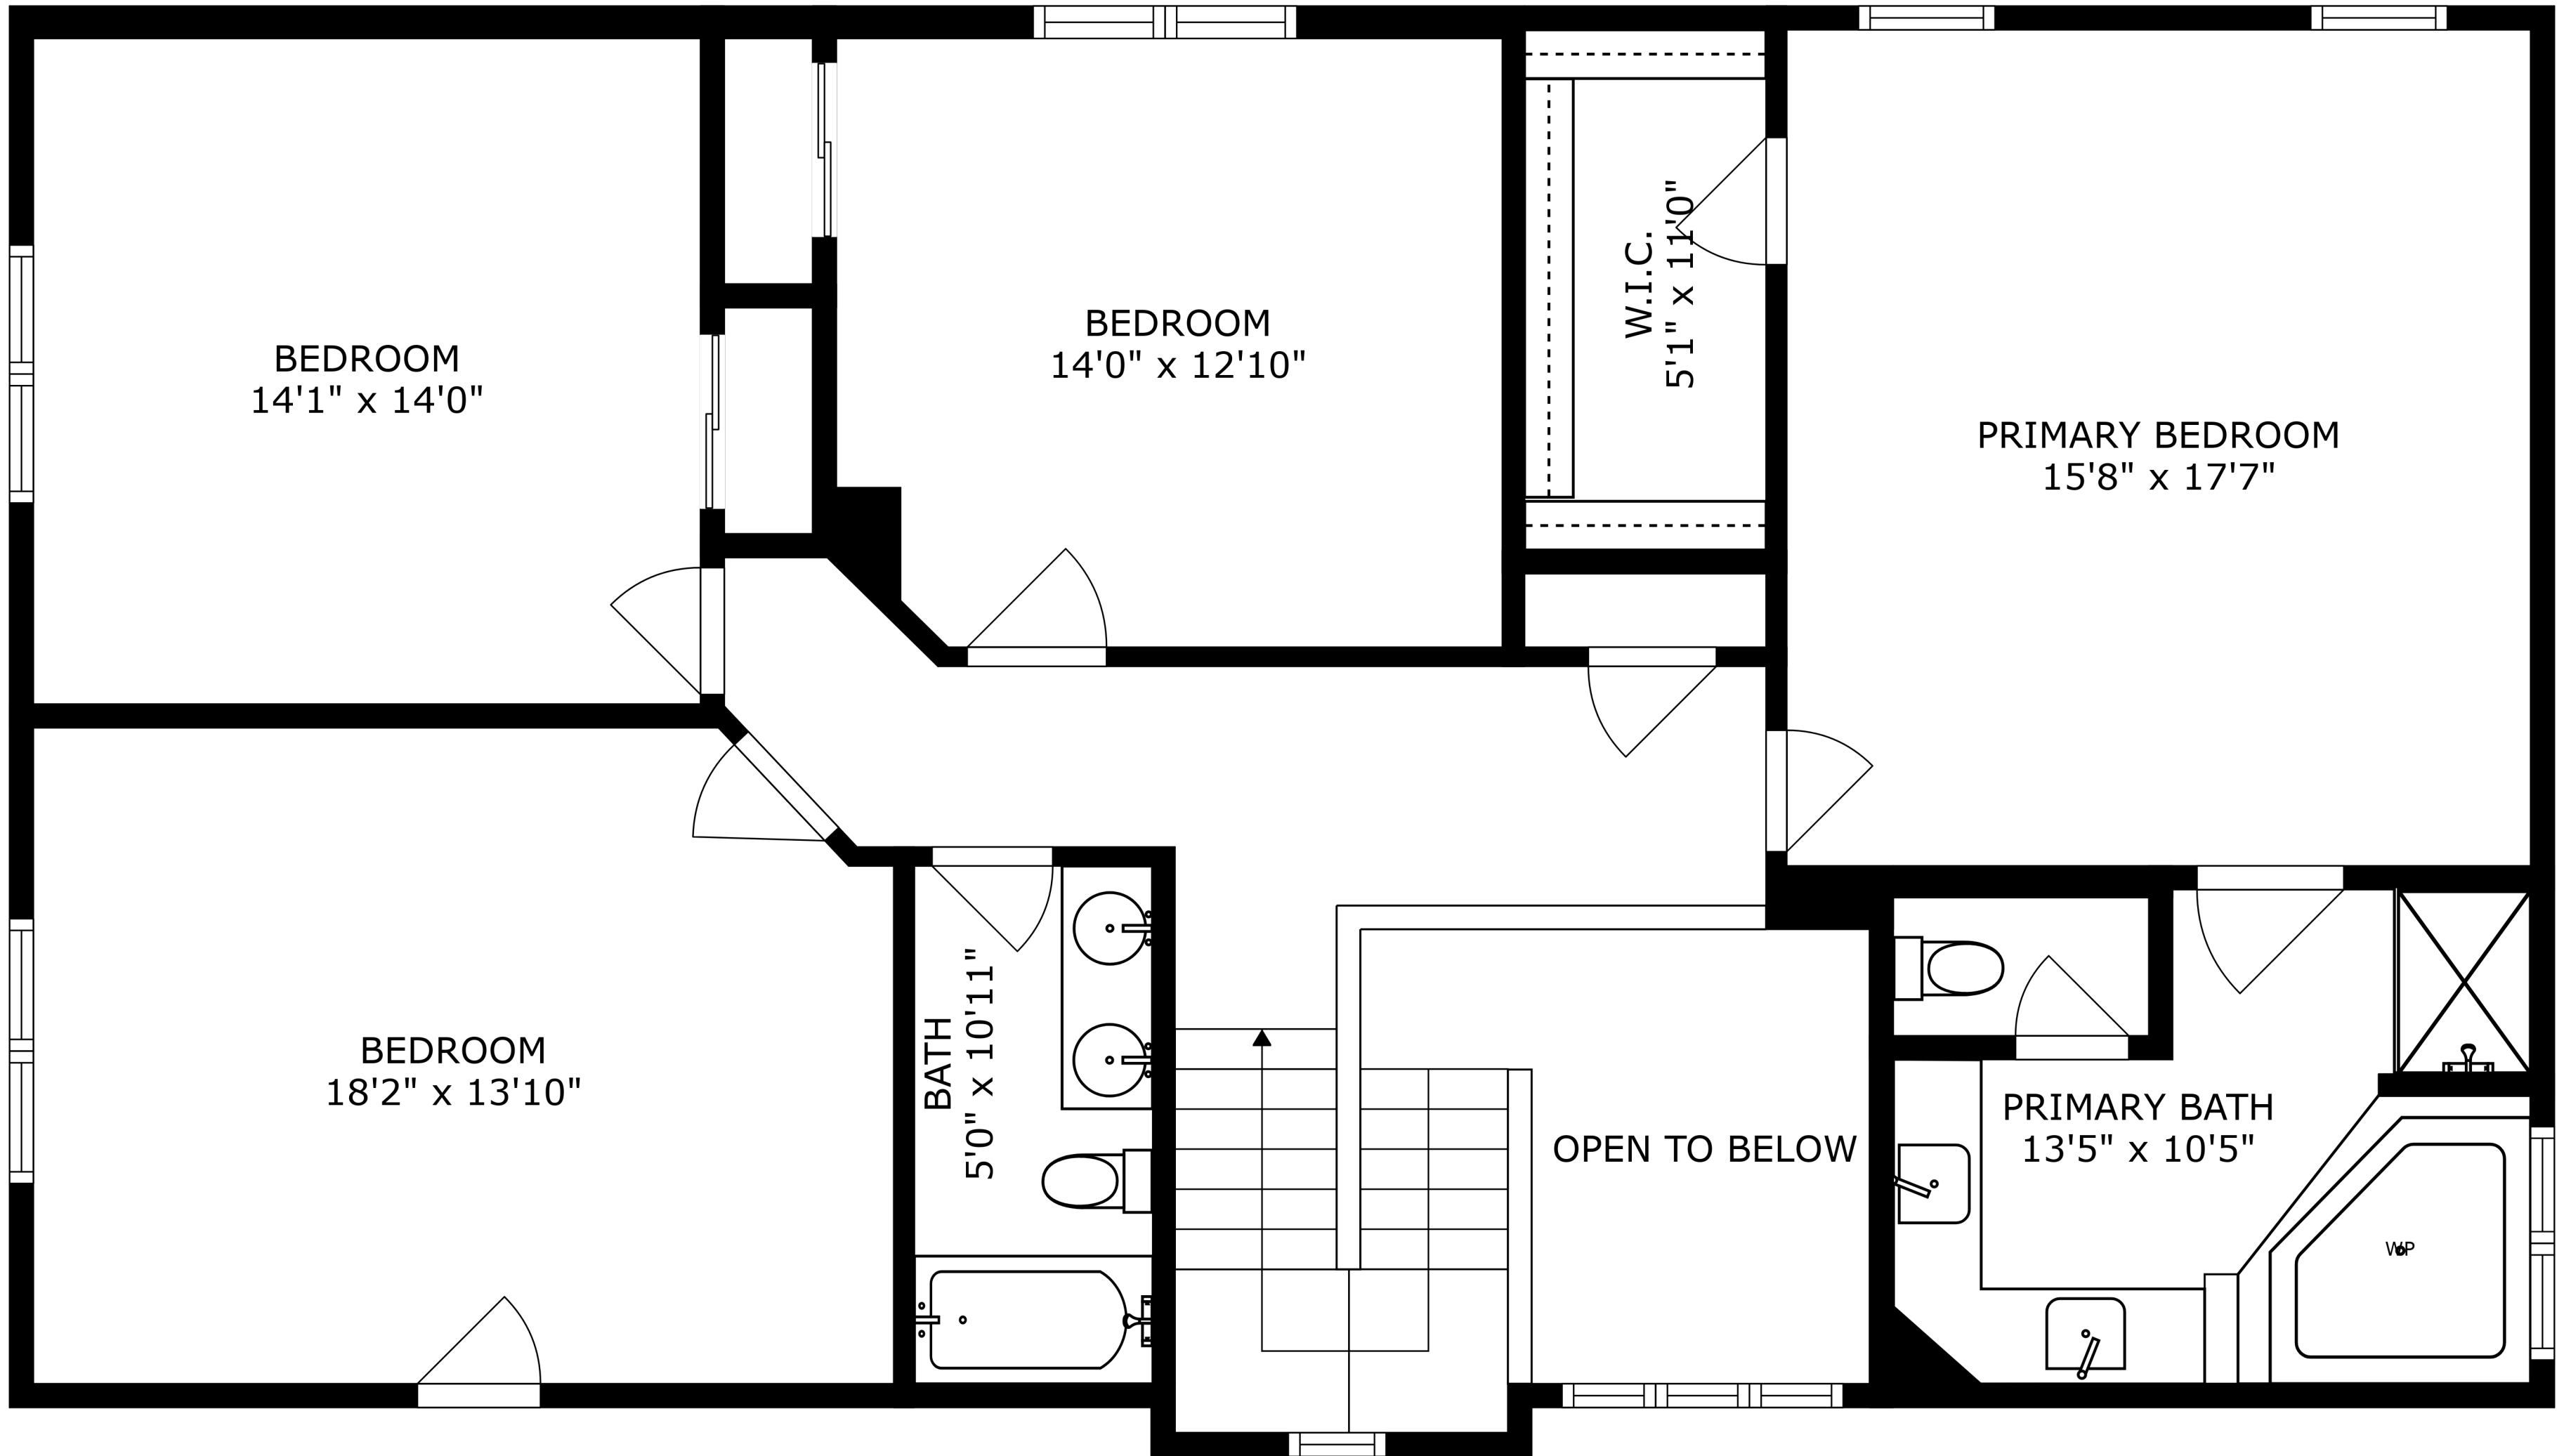 BEDROOM
14'1" x 14'0"
BEDROOM
14'0" x 12'10"
W.I.C.
5'1" x 11'0"
PRIMARY BEDROOM
15'8" x 17'7"
BEDROOM
18'2" x 13'10"
BATH
5'0" x 10'11"
OPEN TO BELOW
PRIMARY BATH
13'5" x 10'5"
WP